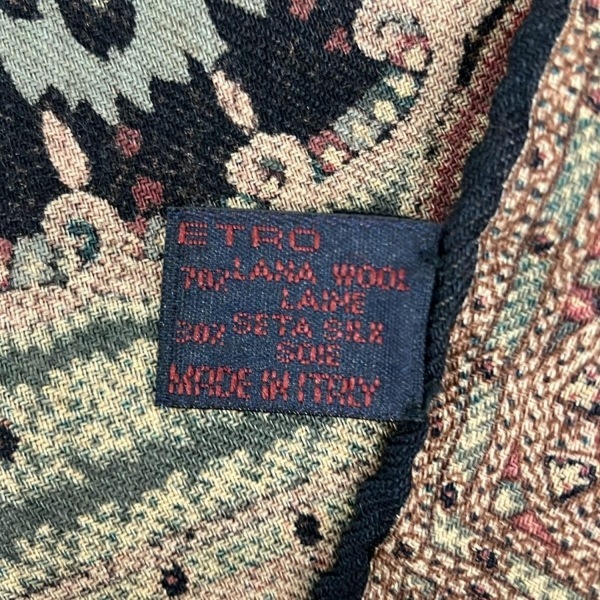 ETRO
70% LANA WOOL
LAINE
30% SETA SILK
SOIE
MADE IN ITALY